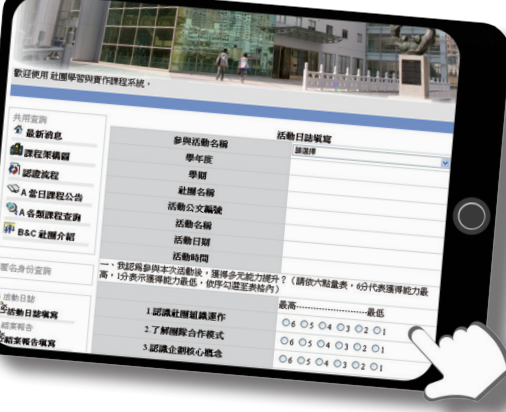 歡迎使用 社團學習與實作課程系統。
共用查詢
最新消息
課程架構圖
認證流程
A 當日課程公告
A 各類課程查詢
B&C 社團介紹
匿名身份查詢
活動日誌
活動日誌填寫
結案報告
結案報告填寫
活動日誌填寫
參與活動名稱
請選擇
學年度
學期
社團名稱
活動公文編號
活動名稱
活動日期
活動時間
一、我認為參與本次活動後，獲得多元能力提升？（請依六點量表，6分代表獲得能力最
高，1分表示獲得能力最低，依序勾選至表格內）
最高----------------------最低
1.認識社團組織運作
6 5 4 3 2 1
2.了解團隊合作模式
6 5 4 3 2 1
3.認識企劃核心概念
6 5 4 3 2 1